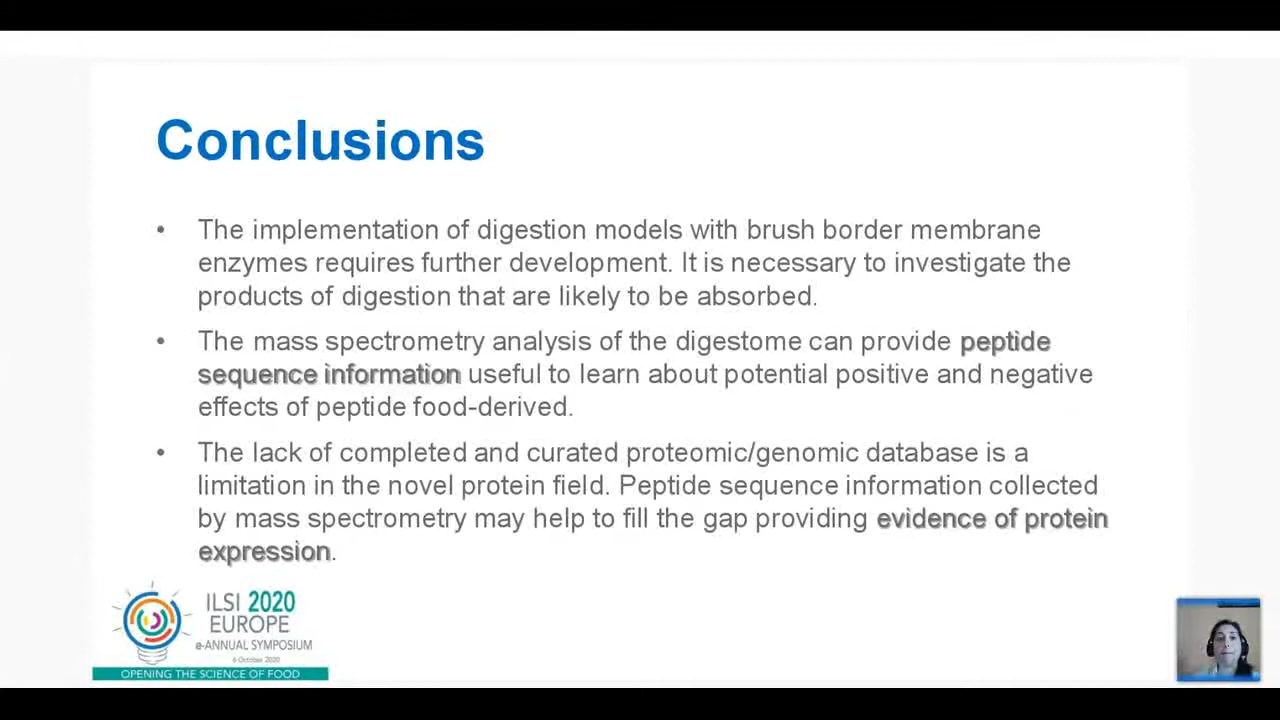 Conclusions
• The implementation of digestion models with brush border membrane
enzymes requires further development. It is necessary to investigate the
products of digestion that are likely to be absorbed.
• The mass spectrometry analysis of the digestome can provide peptide
sequence information useful to learn about potential positive and negative
effects of peptide food-derived.
• The lack of completed and curated proteomic/genomic database is a
limitation in the novel protein field. Peptide sequence information collected
by mass spectrometry may help to fill the gap providing evidence of protein
expression.
ILSI 2020
EUROPE
e-ANNUAL SYMPOSIUM
6 October 2020
OPENING THE SCIENCE OF FOOD